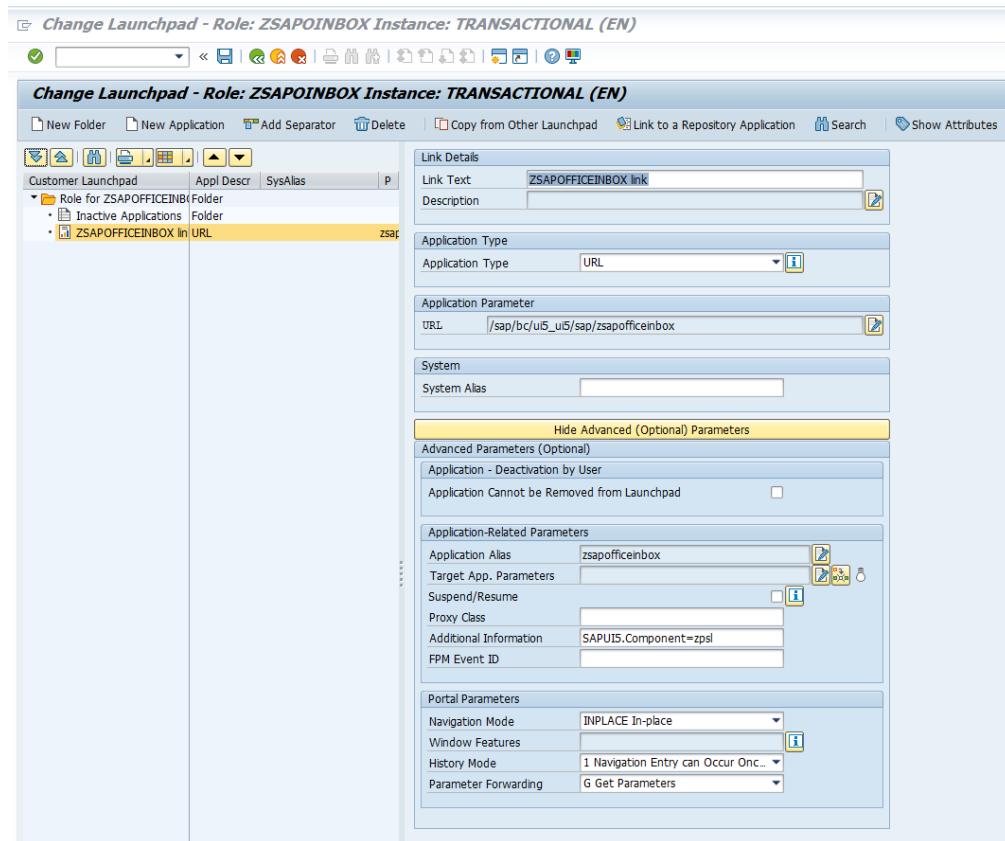 Change Launchpad - Role: ZSAPOINBOX Instance: TRANSACTIONAL (EN)
Change Launchpad - Role: ZSAPOINBOX Instance: TRANSACTIONAL (EN)
New Folder New Application Add Separator Delete Copy from Other Launchpad Link to a Repository Application Search Show Attributes
Customer Launchpad Appl Descr SysAlias P
Role for ZSAPOFFICEINB( Folder
Inactive Applications Folder
ZSAPOFFICEINBOX lin URL zsap
Link Details
Link Text ZSAPOFFICEINBOX link
Description
Application Type
Application Type URL
Application Parameter
URL /sap/bc/ui5_ui5/sap/zsapofficeinbox
System
System Alias
Hide Advanced (Optional) Parameters
Advanced Parameters (Optional)
Application - Deactivation by User
Application Cannot be Removed from Launchpad
Application-Related Parameters
Application Alias zsapofficeinbox
Target App. Parameters
Suspend/Resume
Proxy Class
Additional Information SAPUI5.Component=zpsl
FPM Event ID
Portal Parameters
Navigation Mode INPLACE In-place
Window Features
History Mode 1 Navigation Entry can Occur Onc...
Parameter Forwarding G Get Parameters